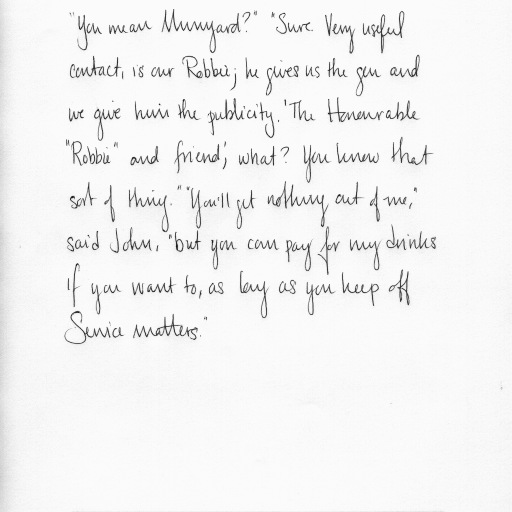 "You mean Munyard?" "Sure. Very useful
contact, is our Robbie; he gives us the gen and
we give him the publicity. 'The Honourable
"Robbie" and friend', what? You know that
sort of thing." "You'll get nothing out of me,"
said John, "but you can pay for my drinks
if you want to, as long as you keep off
Service matters."